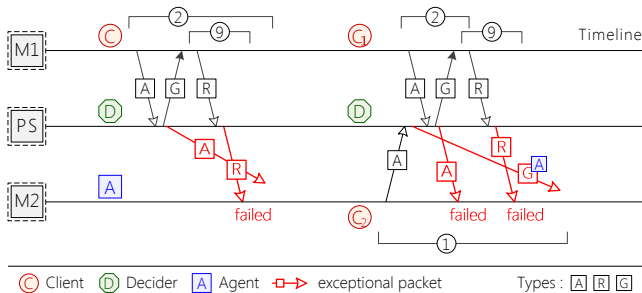 2 9 2 9
M1 C C1 Timeline
A G R A G R
PS D D
A R A A R G A
M2 A C2
failed failed failed
1
C Client D Decider A Agent exceptional packet Types : A R G